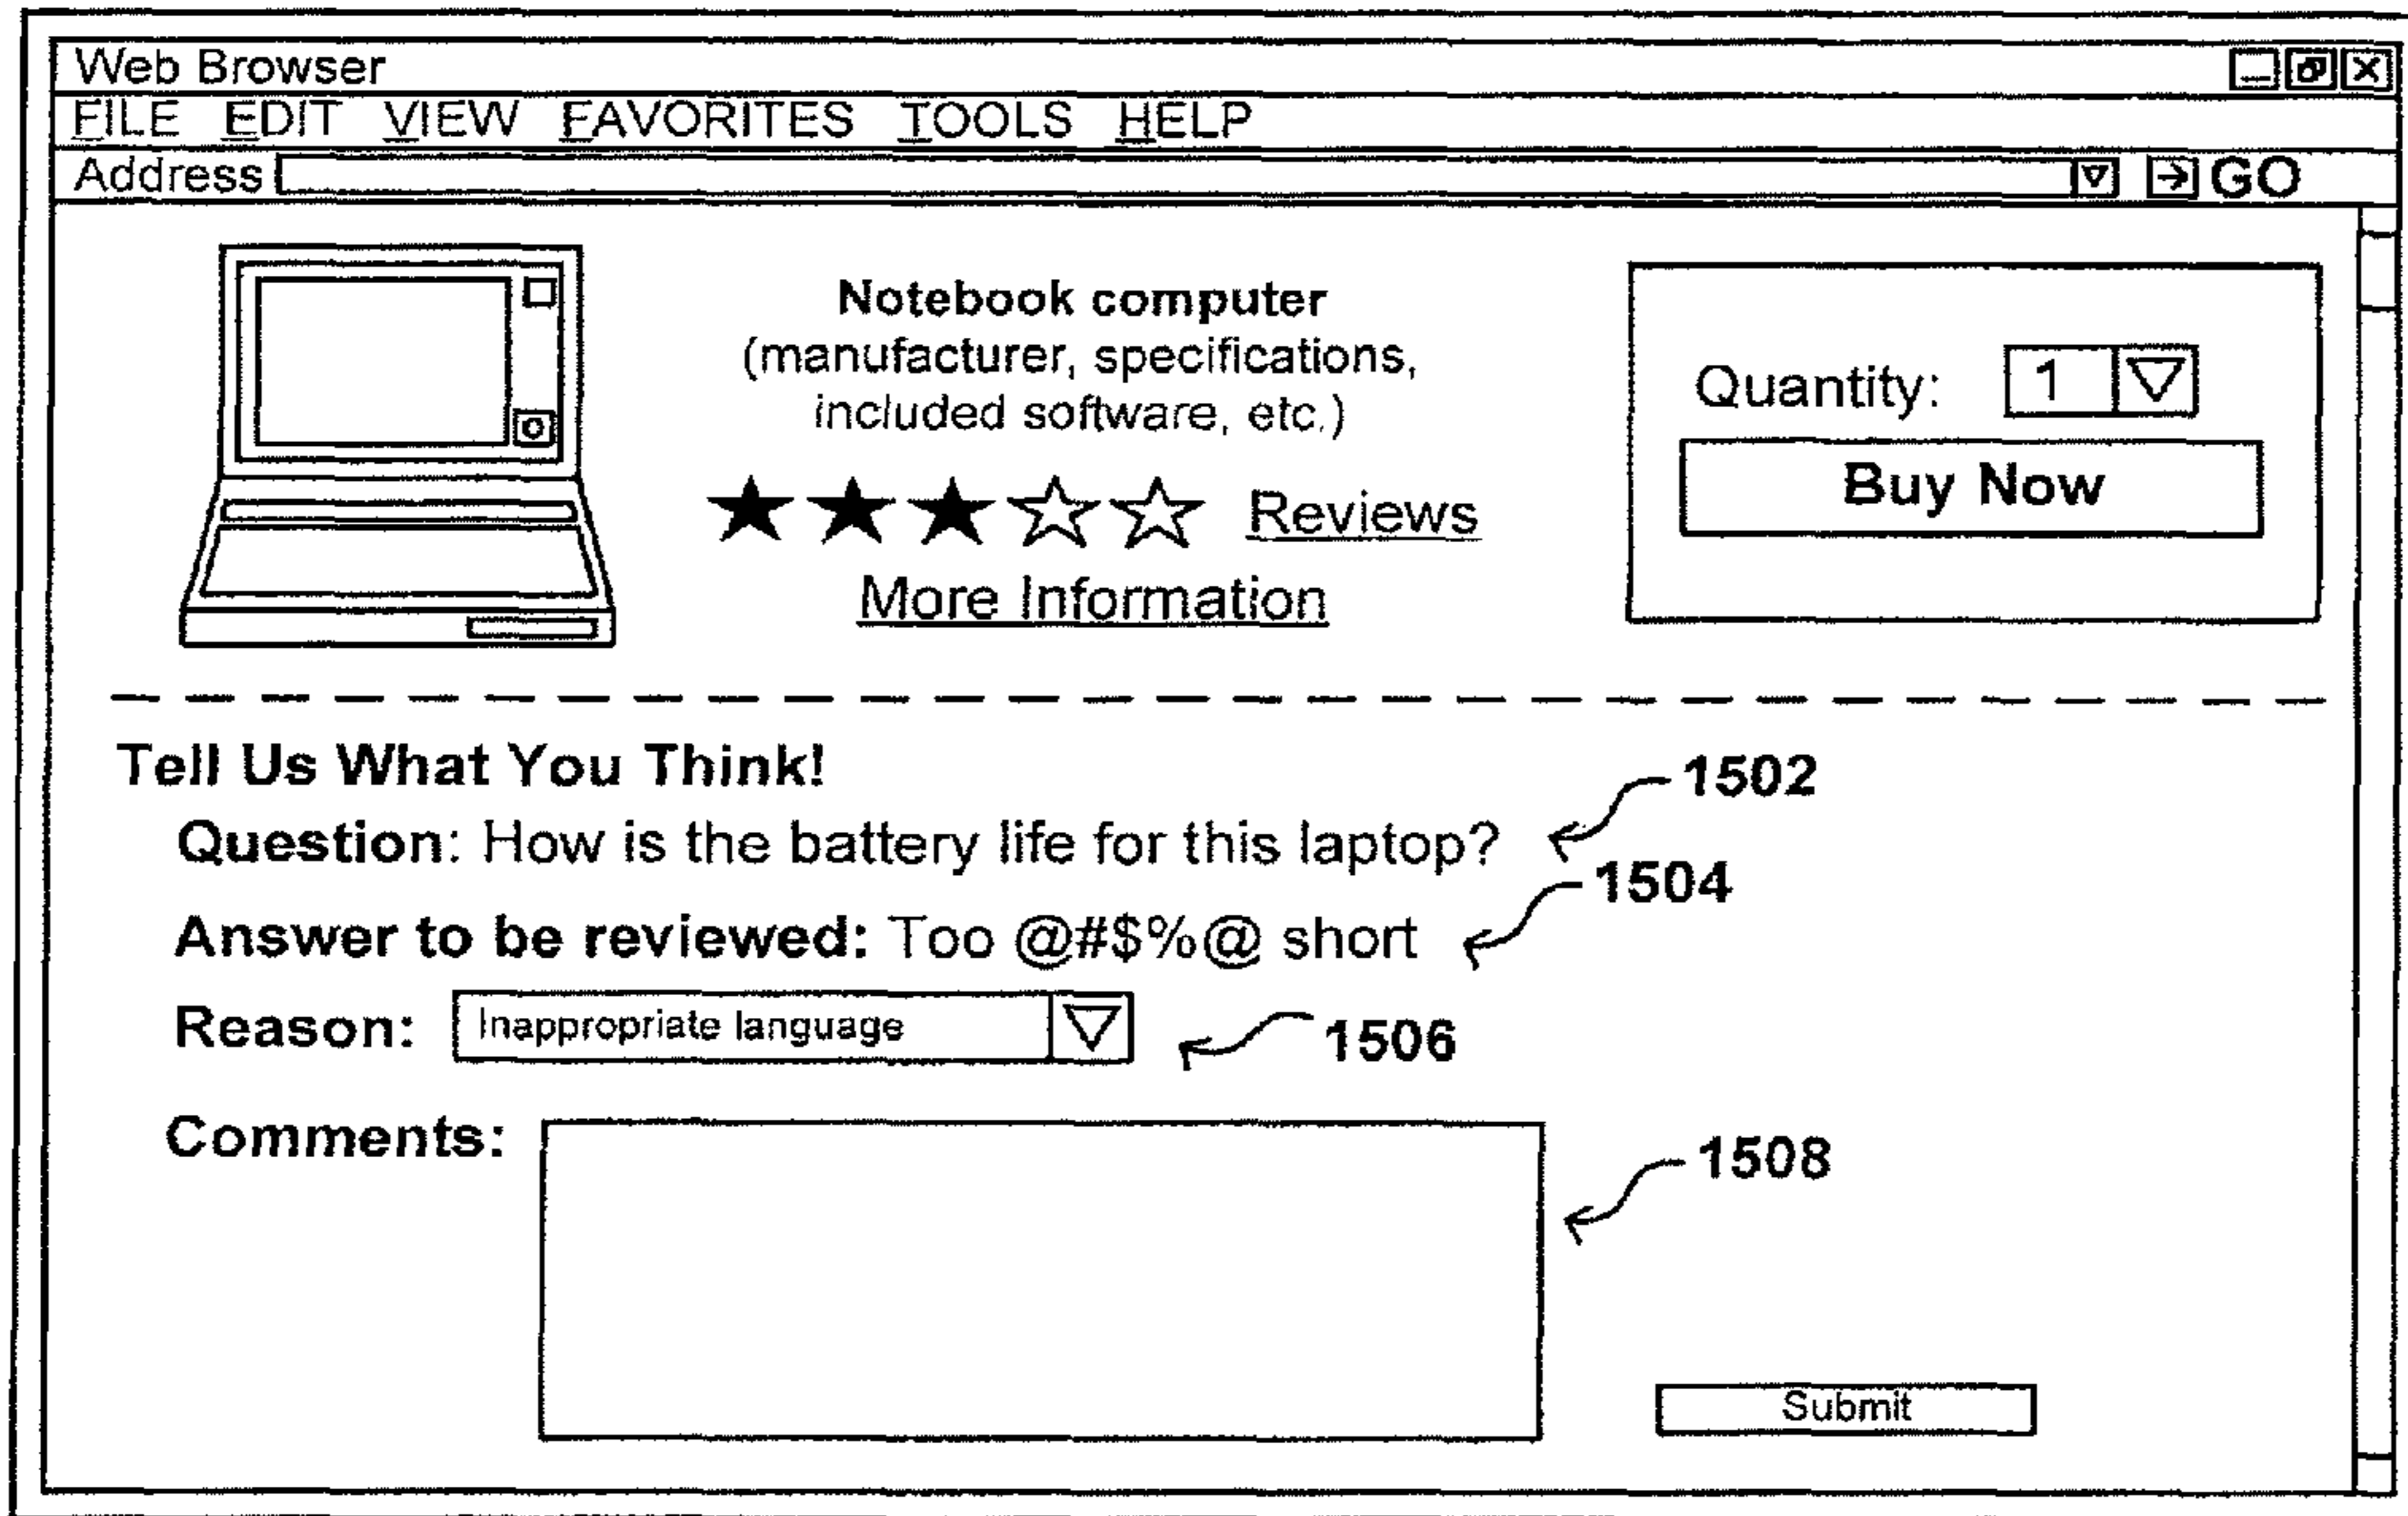 Web Browser
FILE EDIT VIEW FAVORITES TOOLS HELP
Address GO
Notebook computer
(manufacturer, specifications,
included software, etc.)
Reviews
More Information
Quantity: 1
Buy Now
Tell Us What You Think!
1502
Question: How is the battery life for this laptop?
1504
Answer to be reviewed: Too @#$%@ short
Reason: Inappropriate language
1506
Comments:
1508
Submit